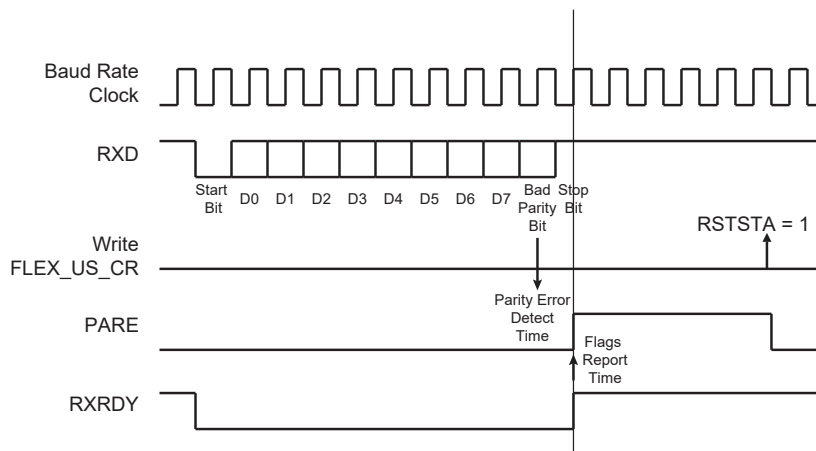 Baud Rate
Clock
RXD
Start
Bit
D0 D1 D2 D3 D4 D5 D6 D7
Bad
Parity
Bit
Stop
Bit
Write
FLEX_US_CR
RSTSTA = 1
Parity Error
Detect
Time
PARE
Flags
Report
Time
RXRDY